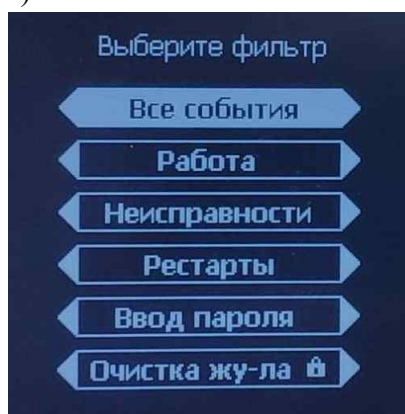 Выберите фильтр
Все события
Работа
Неисправности
Рестарты
Ввод пароля
Очистка жу-ла